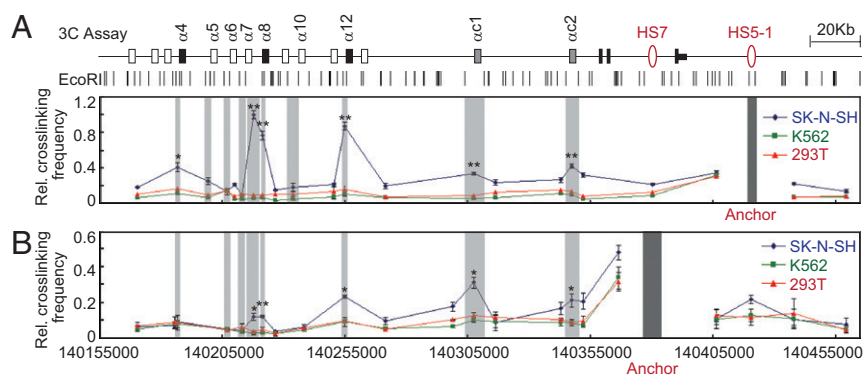 A
3C Assay
α4 α5 α6 α7 α8 α10 α12 αc1 αc2 HS7 HS5-1 20Kb
EcoRI
Rel. crosslinking frequency
1.2
0.8
0.4
0
* ** ** ** ** **
SK-N-SH
K562
293T
Anchor
B
Rel. crosslinking frequency
0.6
0.4
0.2
0
* ** * * *
SK-N-SH
K562
293T
140155000 140205000 140255000 140305000 140355000 140405000 140455000
Anchor